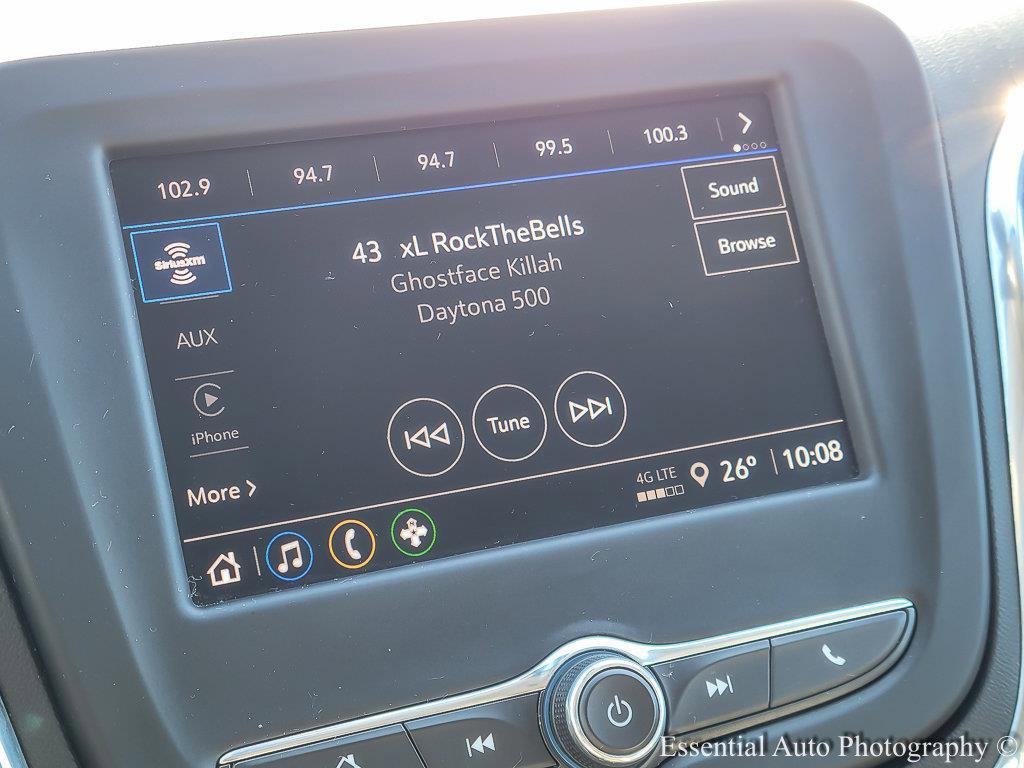 102.9 94.7 94.7 99.5 100.3
SiriusXM
43 xL RockTheBells
Ghostface Killah
Daytona 500
Sound
Browse
AUX
iPhone
More
Tune
4G LTE
26° 10:08
Essential Auto Photography ©